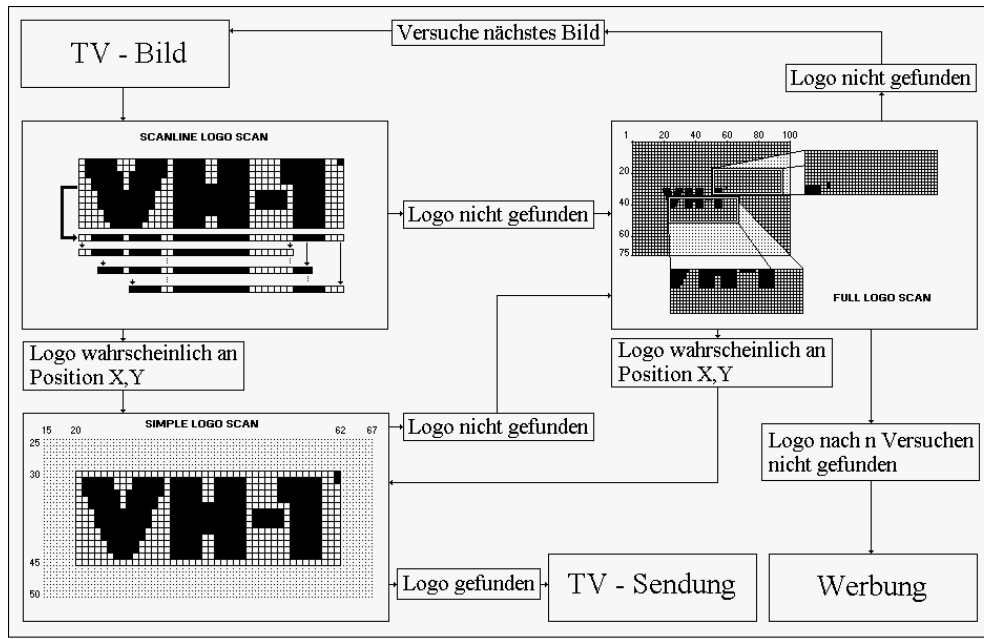 TV - Bild
Versuche nächstes Bild
Logo nicht gefunden
SCANLINE LOGO SCAN
VH-1
Logo nicht gefunden
1 20 40 60 80 100
20
40
60
75
FULL LOGO SCAN
Logo wahrscheinlich an
Position X,Y
Logo wahrscheinlich an
Position X,Y
SIMPLE LOGO SCAN
15 20 62 67
25
30
45
50
VH-1
Logo nicht gefunden
Logo nach n Versuchen
nicht gefunden
Logo gefunden
TV - Sendung
Werbung